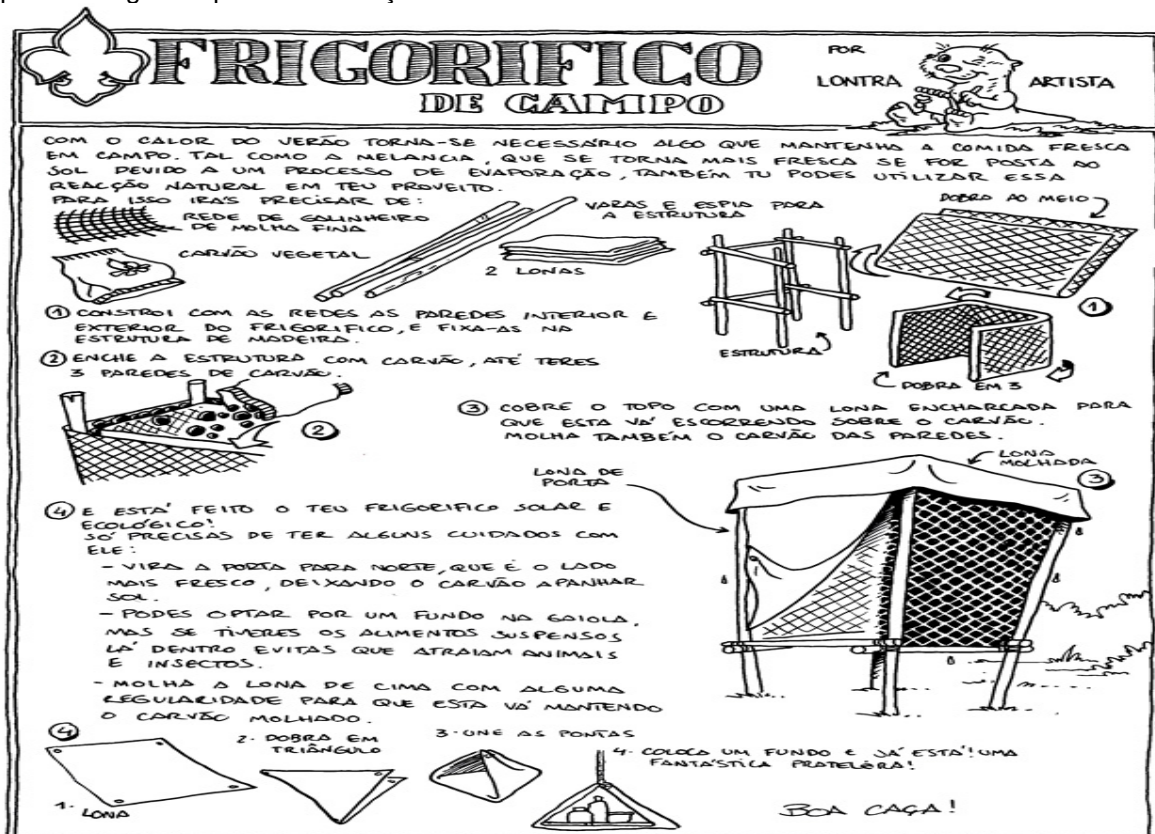 FRIGORIFICO
DE CAMPO
POR
LONTRA ARTISTA
COM O CALOR DO VERÃO TORNA-SE NECESSÁRIO ALGO QUE MANTENHA A COMIDA FRESCA
EM CAMPO. TAL COMO A MELANCIA, QUE SE TORNA MAIS FRESCA SE FOR POSTA AO
SOL DEVIDO A UM PROCESSO DE EVAPORAÇÃO, TAMBÉM TU PODES UTILIZAR ESSA
REACÇÃO NATURAL EM TEU PROVEITO.
PARA ISSO IRÁS PRECISAR DE:
REDE DE GALINHEIRO
DE MALHA FINA
CARVÃO VEGETAL
VARAS E ESPIA PARA
A ESTRUTURA
2 LONAS
ESTRUTURA
DOBRA AO MEIO
1
DOBRA EM 3
1 CONSTROI COM AS REDES AS PAREDES INTERIOR E
EXTERIOR DO FRIGORIFICO, E FIXA-AS NA
ESTRUTURA DE MADEIRA.
2 ENCHE A ESTRUTURA COM CARVÃO, ATÉ TERES
3 PAREDES DE CARVÃO.
2
3 COBRE O TOPO COM UMA LONA ENCHARCADA PARA
QUE ESTA VÁ ESCORRENDO SOBRE O CARVÃO.
MOLHA TAMBÉM O CARVÃO DAS PAREDES.
LONA DE
PORTA
LONA
MOLHADA
3
4 E ESTÁ FEITO O TEU FRIGORIFICO SOLAR E
ECOLÓGICO!
SÓ PRECISAS DE TER ALGUNS CUIDADOS COM
ELE:
- VIRA A PORTA PARA NORTE, QUE É O LADO
MAIS FRESCO, DEIXANDO O CARVÃO APANHAR
SOL.
- PODES OPTAR POR UM FUNDO NA GAIOLA,
MAS SE TIVERES OS ALIMENTOS SUSPENSOS
LÁ DENTRO EVITAS QUE ATRAIAM ANIMAIS
E INSECTOS.
- MOLHA A LONA DE CIMA COM ALGUMA
REGULARIDADE PARA QUE ESTA VÁ MANTENDO
O CARVÃO MOLHADO.
4
1- LONA
2- DOBRA EM
TRIÂNGULO
3- UNE AS PONTAS
4- COLOCA UM FUNDO E JÁ ESTÁ! UMA
FANTÁSTICA PRATELEIRA!
BOA CAÇA!